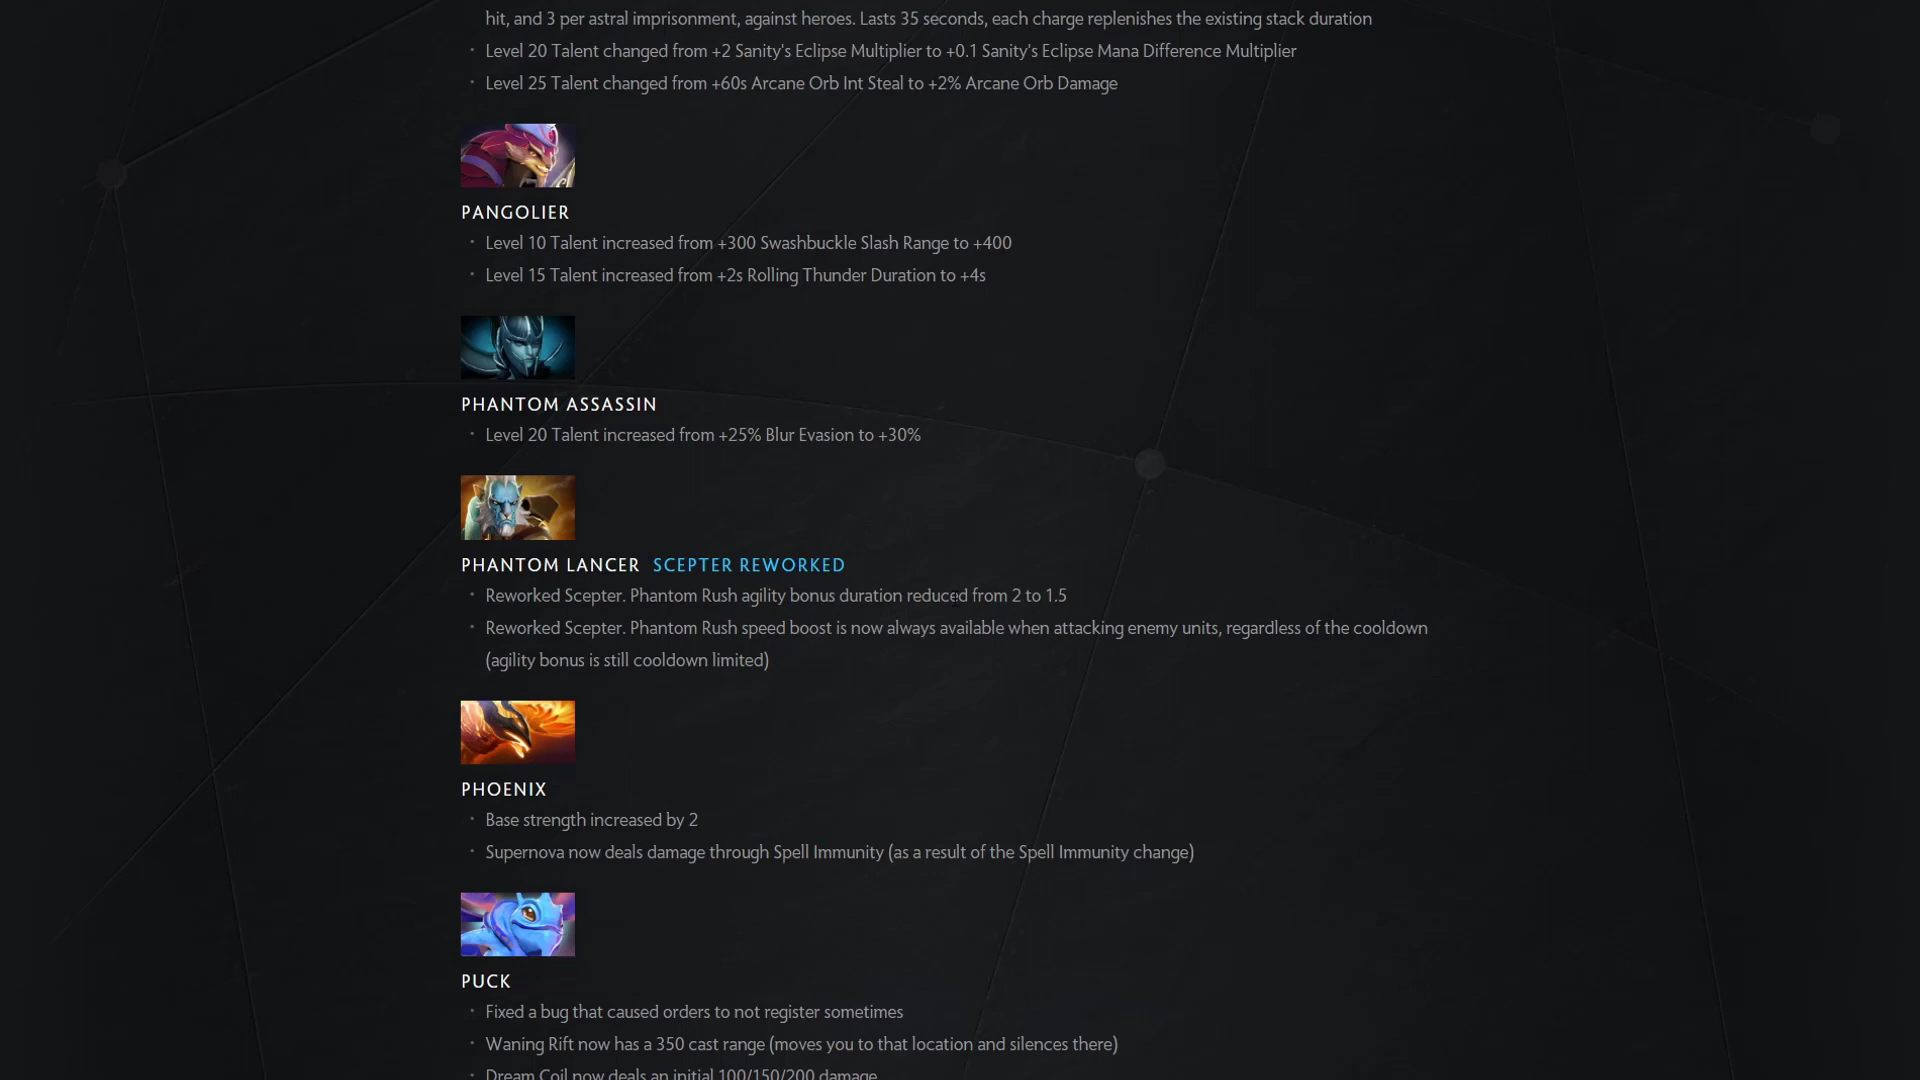 hit, and 3 per astral imprisonment, against heroes. Lasts 35 seconds, each charge replenishes the existing stack duration
· Level 20 Talent changed from +2 Sanity's Eclipse Multiplier to +0.1 Sanity's Eclipse Mana Difference Multiplier
· Level 25 Talent changed from +60s Arcane Orb Int Steal to +2% Arcane Orb Damage
PANGOLIER
· Level 10 Talent increased from +300 Swashbuckle Slash Range to +400
· Level 15 Talent increased from +2s Rolling Thunder Duration to +4s
PHANTOM ASSASSIN
· Level 20 Talent increased from +25% Blur Evasion to +30%
PHANTOM LANCER SCEPTER REWORKED
· Reworked Scepter. Phantom Rush agility bonus duration reduced from 2 to 1.5
· Reworked Scepter. Phantom Rush speed boost is now always available when attacking enemy units, regardless of the cooldown
(agility bonus is still cooldown limited)
PHOENIX
· Base strength increased by 2
· Supernova now deals damage through Spell Immunity (as a result of the Spell Immunity change)
PUCK
· Fixed a bug that caused orders to not register sometimes
· Waning Rift now has a 350 cast range (moves you to that location and silences there)
· Dream Coil now deals an initial 100/150/200 damage